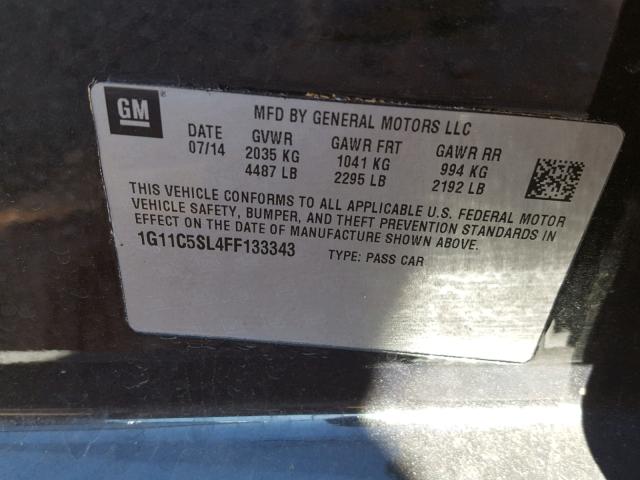 GM
MFD BY GENERAL MOTORS LLC
DATE GVWR GAWR FRT GAWR RR
07/14 2035 KG 1041 KG 994 KG
4487 LB 2295 LB 2192 LB
THIS VEHICLE CONFORMS TO ALL APPLICABLE U.S. FEDERAL MOTOR
VEHICLE SAFETY, BUMPER, AND THEFT PREVENTION STANDARDS IN
EFFECT ON THE DATE OF MANUFACTURE SHOWN ABOVE.
1G11C5SL4FF133343 TYPE: PASS CAR